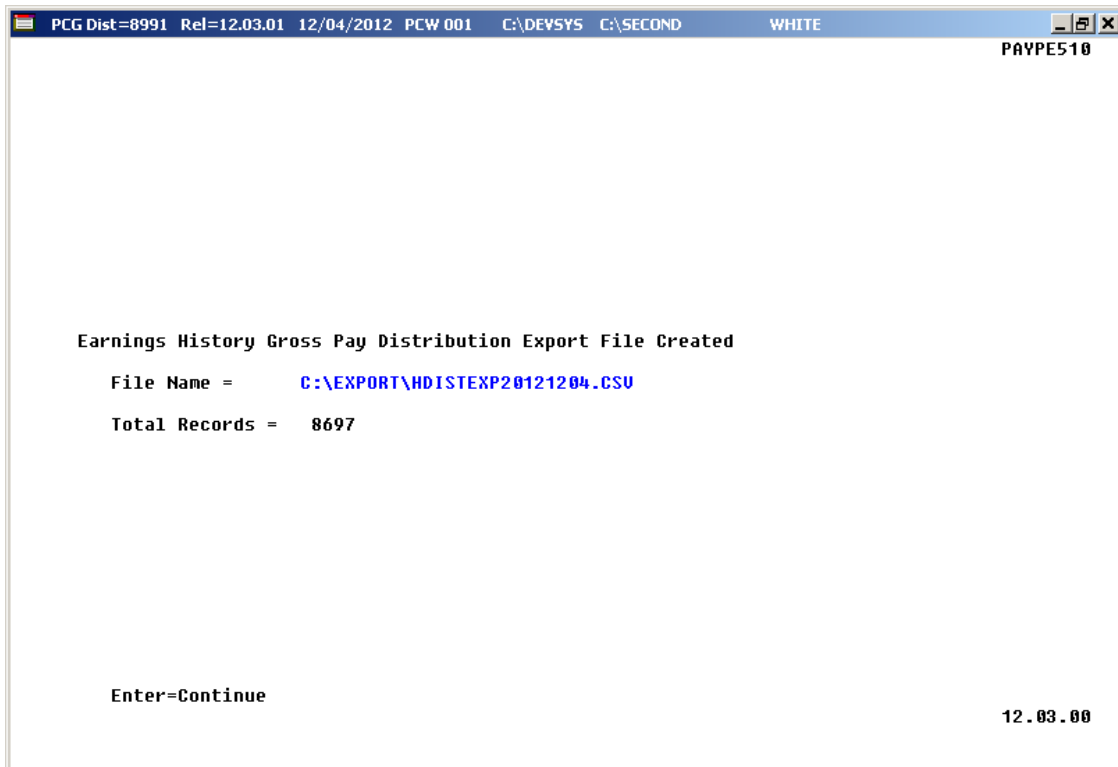 PCG Dist=8991 Rel=12.03.01 12/04/2012 PCW 001 C:\DEVSYS C:\SECOND WHITE
PAYPE510
Earnings History Gross Pay Distribution Export File Created
File Name = C:\EXPORT\HDISTEXP20121204.CSV
Total Records = 8697
Enter=Continue
12.03.00